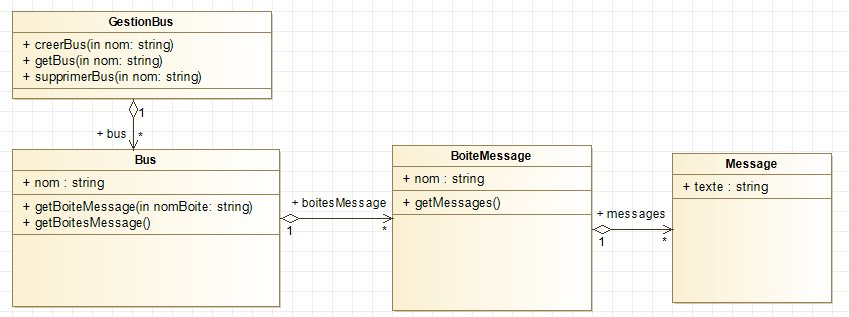 GestionBus
+ creerBus(in nom: string)
+ getBus(in nom: string)
+ supprimerBus(in nom: string)
1
+ bus
*
Bus
+ nom : string
+ getBoiteMessage(in nomBoite: string)
+ getBoitesMessage()
+ boitesMessage
1
*
BoiteMessage
+ nom : string
+ getMessages()
+ messages
1
*
Message
+ texte : string